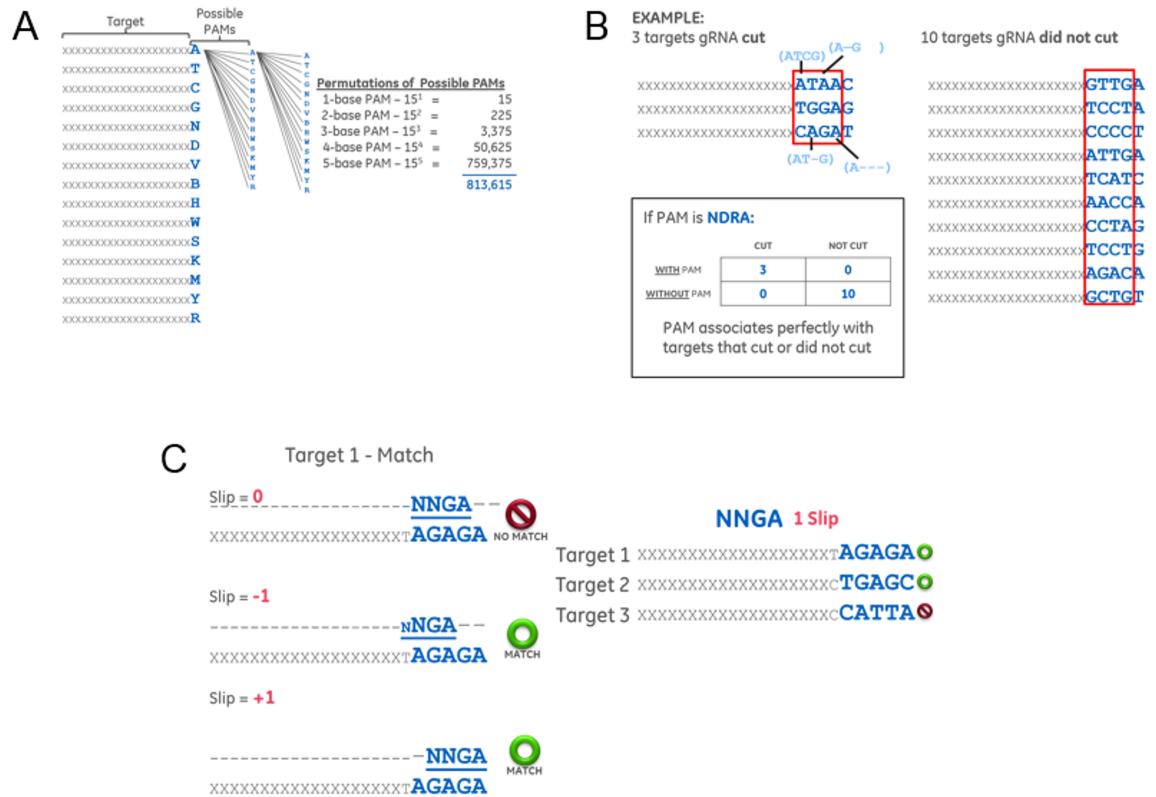 A
Target
Possible
PAMs
xxxxxxxxxxxxxxxxxxxxA
xxxxxxxxxxxxxxxxxxxxT
xxxxxxxxxxxxxxxxxxxxC
xxxxxxxxxxxxxxxxxxxxG
xxxxxxxxxxxxxxxxxxxxN
xxxxxxxxxxxxxxxxxxxxD
xxxxxxxxxxxxxxxxxxxxV
xxxxxxxxxxxxxxxxxxxxB
xxxxxxxxxxxxxxxxxxxxH
xxxxxxxxxxxxxxxxxxxxW
xxxxxxxxxxxxxxxxxxxxS
xxxxxxxxxxxxxxxxxxxxK
xxxxxxxxxxxxxxxxxxxxM
xxxxxxxxxxxxxxxxxxxxY
xxxxxxxxxxxxxxxxxxxxR
A
T
C
G
N
D
V
B
H
W
S
K
M
Y
R
A
T
C
G
N
D
V
B
H
W
S
K
M
Y
R
Permutations of Possible PAMs
1-base PAM – 15¹ = 15
2-base PAM – 15² = 225
3-base PAM – 15³ = 3,375
4-base PAM – 15⁴ = 50,625
5-base PAM – 15⁵ = 759,375
813,615
B
EXAMPLE:
3 targets gRNA cut
(ATCG) (A–G )
xxxxxxxxxxxxxxxxxxxxATAAC
xxxxxxxxxxxxxxxxxxxxTGGAG
xxxxxxxxxxxxxxxxxxxxCAGAT
(AT-G) (A---)
10 targets gRNA did not cut
xxxxxxxxxxxxxxxxxxxxGTTGA
xxxxxxxxxxxxxxxxxxxxTCCTA
xxxxxxxxxxxxxxxxxxxxCCCCT
xxxxxxxxxxxxxxxxxxxxATTGA
xxxxxxxxxxxxxxxxxxxxTCATC
xxxxxxxxxxxxxxxxxxxxAACCA
xxxxxxxxxxxxxxxxxxxxCCTAG
xxxxxxxxxxxxxxxxxxxxTCCTG
xxxxxxxxxxxxxxxxxxxxAGACA
xxxxxxxxxxxxxxxxxxxxGCTGT
If PAM is NDRA:
CUT NOT CUT
WITH PAM 3 0
WITHOUT PAM 0 10
PAM associates perfectly with
targets that cut or did not cut
C
Target 1 - Match
Slip = 0
NNGA
XXXXXXXXXXXXXXXXXXXTAGAGA
NO MATCH
Slip = -1
NNGA
XXXXXXXXXXXXXXXXXXXTAGAGA
MATCH
Slip = +1
NNGA
XXXXXXXXXXXXXXXXXXXTAGAGA
MATCH
NNGA 1 Slip
Target 1 XXXXXXXXXXXXXXXXXXXTAGAGA
Target 2 XXXXXXXXXXXXXXXXXXXCTGAGC
Target 3 XXXXXXXXXXXXXXXXXXXCCATTA